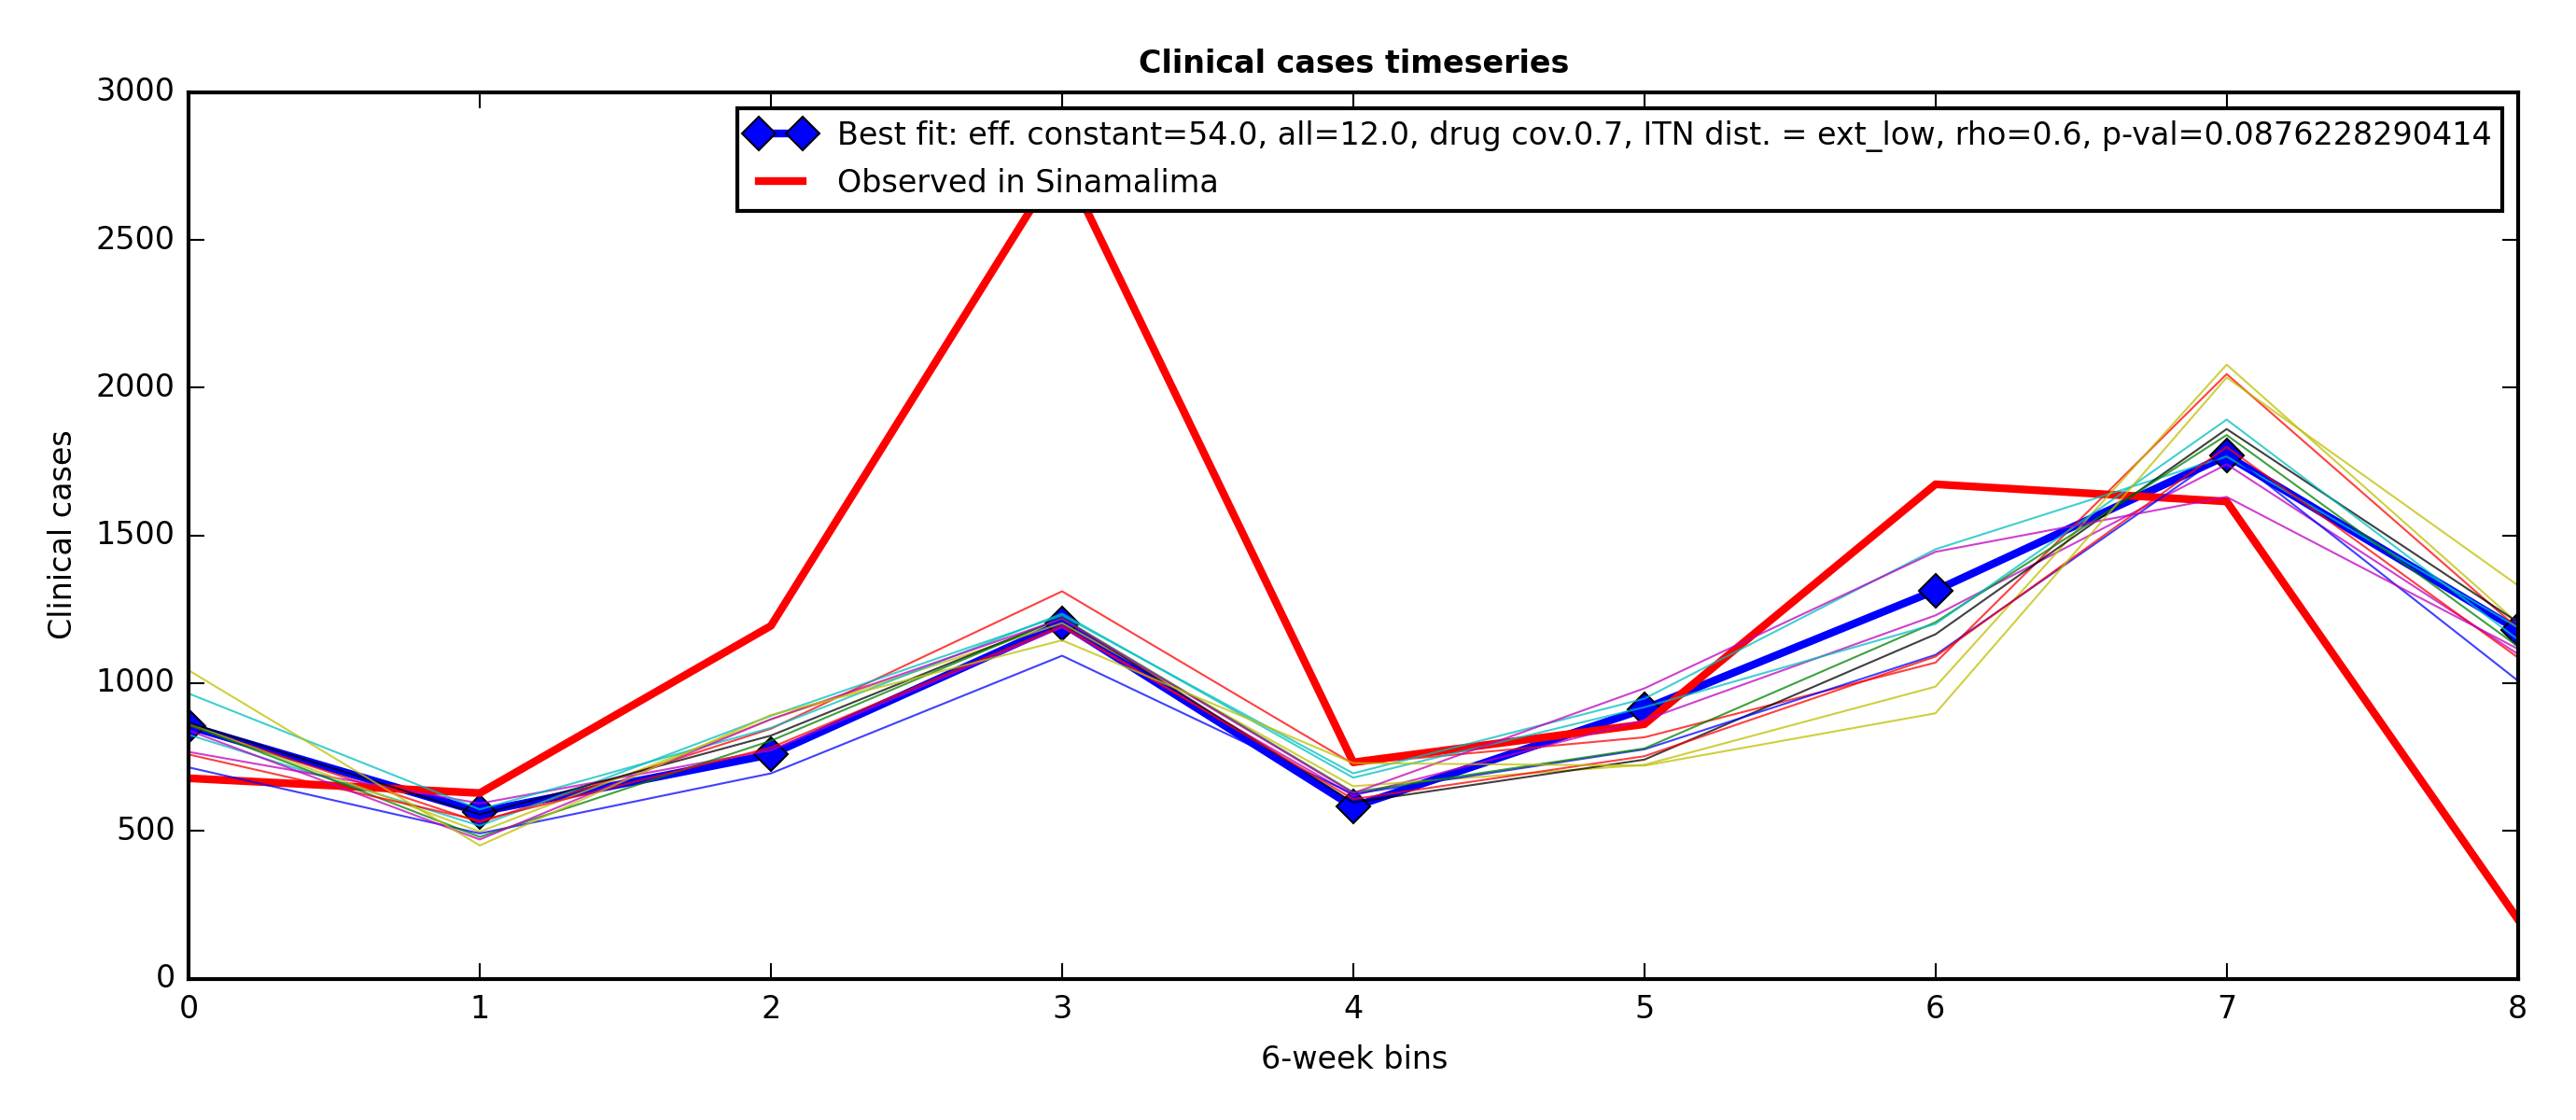 Clinical cases timeseries
3000
2500
2000
1500
1000
500
0
Clinical cases
Best fit: eff. constant=54.0, all=12.0, drug cov.0.7, ITN dist. = ext_low, rho=0.6, p-val=0.0876228290414
Observed in Sinamalima
0 1 2 3 4 5 6 7 8
6-week bins